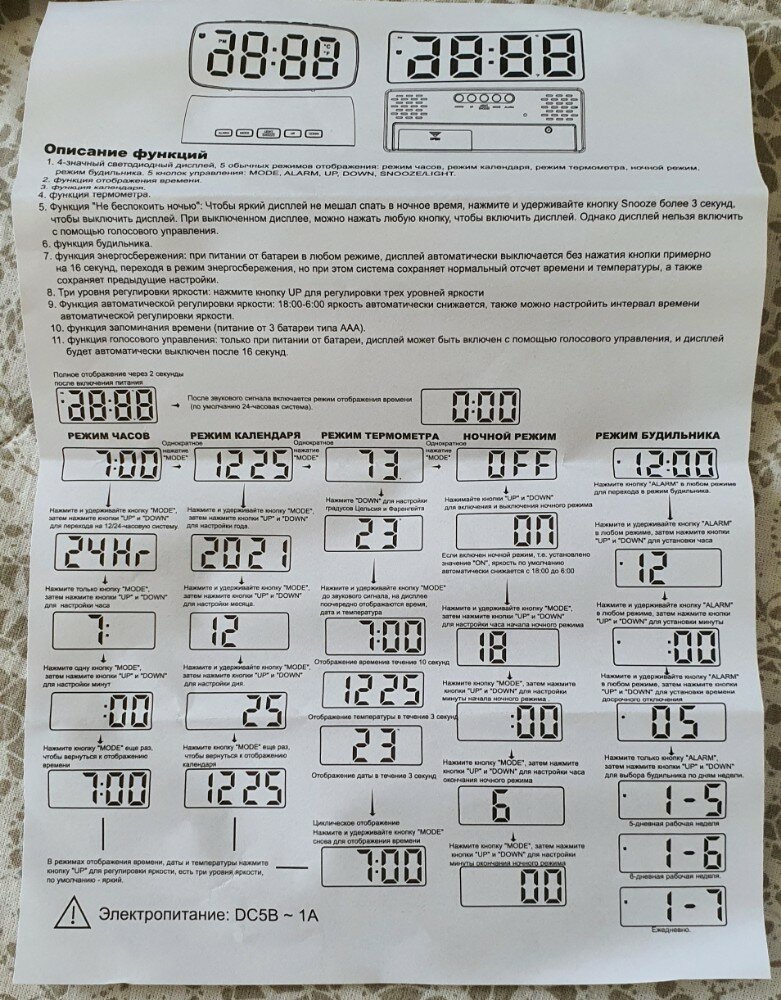 Описание функций
1. 4-значный светодиодный дисплей, 5 обычных режимов отображения: режим часов, режим календаря, режим термометр, ночной режим,
режим будильника. 5 кнопок управления: MODE, ALARM, UP, DOWN, SNOOZE/LIGHT.
2. функция отображения времени.
3. функция календаря.
4. функция термометра.
5. Функция "Не беспокоить ночью": Чтобы яркий дисплей не мешал спать в ночное время, нажмите и удерживайте кнопку Snooze более 3 секунд,
чтобы выключить дисплей. При выключенном дисплее, можно нажать любую кнопку, чтобы включить дисплей. Однако дисплей нельзя включить
с помощью голосового управления.
6. функция будильника.
7. функция энергосбережения: при питании от батареи в любом режиме, дисплей автоматически выключается без нажатия кнопки примерно
на 16 секунд, переходя в режим энергосбережения, но при этом система сохраняет нормальный отсчет времени и температуры, а также
сохраняет предыдущие настройки.
8. Три уровня регулировки яркости: нажмите кнопку UP для регулировки трех уровней яркости
9. Функция автоматической регулировки яркости: 18:00-6:00 яркость автоматически снижается, также можно настроить интервал времени
автоматической регулировки яркости.
10. функция запоминания времени (питание от 3 батареи типа AAA).
11. функция голосового управления: только при питании от батареи, дисплей может быть включен с помощью голосового управления, и дисплей
будет автоматически выключен после 16 секунд.
Полное отображение через 2 секунды
после включения питания
После звукового сигнала включается режим отображения времени
(по умолчанию 24-часовая система).
0:00
РЕЖИМ ЧАСОВ
7:00
Нажмите и удерживайте кнопку "MODE",
затем нажмите кнопки "UP" и "DOWN"
для перехода на 12/24-часовую систему
24Hr
Нажмите только кнопку "MODE",
затем нажмите кнопки "UP" и "DOWN"
для настройки часа
7:
Нажмите одну кнопку "MODE",
затем нажмите кнопки "UP" и "DOWN"
для настройки минут
:00
Нажмите кнопку "MODE" еще раз,
чтобы вернуться к отображению
времени
7:00
Однократное
нажатие
"MODE"
РЕЖИМ КАЛЕНДАРЯ
1225
Нажмите и удерживайте кнопку "MODE",
затем нажмите кнопки "UP" и "DOWN"
для настройки года.
2021
Нажмите и удерживайте кнопку "MODE",
затем нажмите кнопки "UP" и "DOWN"
для настройки месяца.
12
Нажмите и удерживайте кнопку "MODE",
затем нажмите кнопки "UP" и "DOWN"
для настройки дня.
25
Нажмите кнопку "MODE" еще раз,
чтобы вернуться к отображению
календаря
1225
Однократное
нажатие
"MODE"
РЕЖИМ ТЕРМОМЕТРА
73
Нажмите "DOWN" для настройки
градусов Цельсия и Фаренгейта
23
Нажмите и удерживайте кнопку "MODE"
до звукового сигнала, на дисплее
поочередно отображаются время,
дата и температура
7:00
Отображение времени течение 10 секунд
1225
Отображение температуры в течение 3 секунд
23
Отображение даты в течение 3 секунд
Циклическое отображение
Нажмите и удерживайте кнопку "MODE"
снова для отображения времени
7:00
Однократное
нажатие
"MODE"
НОЧНОЙ РЕЖИМ
OFF
Нажимайте кнопки "UP" и "DOWN"
для включения и выключения ночного режима
ON
Если включен ночной режим, т.е. установлено
значение "ON", яркость по умолчанию
автоматически снижается с 18:00 до 6:00
Нажмите и удерживайте кнопку "MODE",
затем нажмите кнопки "UP" и "DOWN"
для настройки часа начала ночного режима
18
Нажмите кнопку "MODE", затем нажмите
кнопки "UP" и "DOWN" для настройки
минуты начала ночного режима
:00
Нажмите кнопку "MODE", затем нажмите
кнопки "UP" и "DOWN" для настройки часа
окончания ночного режима
6
Нажмите кнопку "MODE", затем нажмите
кнопки "UP" и "DOWN" для настройки
минуты окончания ночного режима
00
РЕЖИМ БУДИЛЬНИКА
12:00
Нажмите кнопку "ALARM" в любом режиме
для перехода в режим будильника.
Нажмите и удерживайте кнопку "ALARM"
в любом режиме, затем нажмите кнопки
"UP" и "DOWN" для установки часа
12
Нажмите и удерживайте кнопку "ALARM"
в любом режиме, затем нажмите кнопки
"UP" и "DOWN" для установки минуты
:00
Нажмите и удерживайте кнопку "ALARM"
в любом режиме, затем нажмите кнопки
"UP" и "DOWN" для установки времени
досрочного отключения
05
Нажмите только кнопку "ALARM",
затем нажмите кнопки "UP" и "DOWN"
для выбора будильника по дням недели.
1-5
5-дневная рабочая неделя
1-6
6-дневная рабочая неделя.
1-7
Ежедневно.
В режимах отображения времени, даты и температуры нажмите
кнопку "UP" для регулировки яркости, есть три уровня яркости,
по умолчанию - яркий.
Электропитание: DC5В ~ 1А